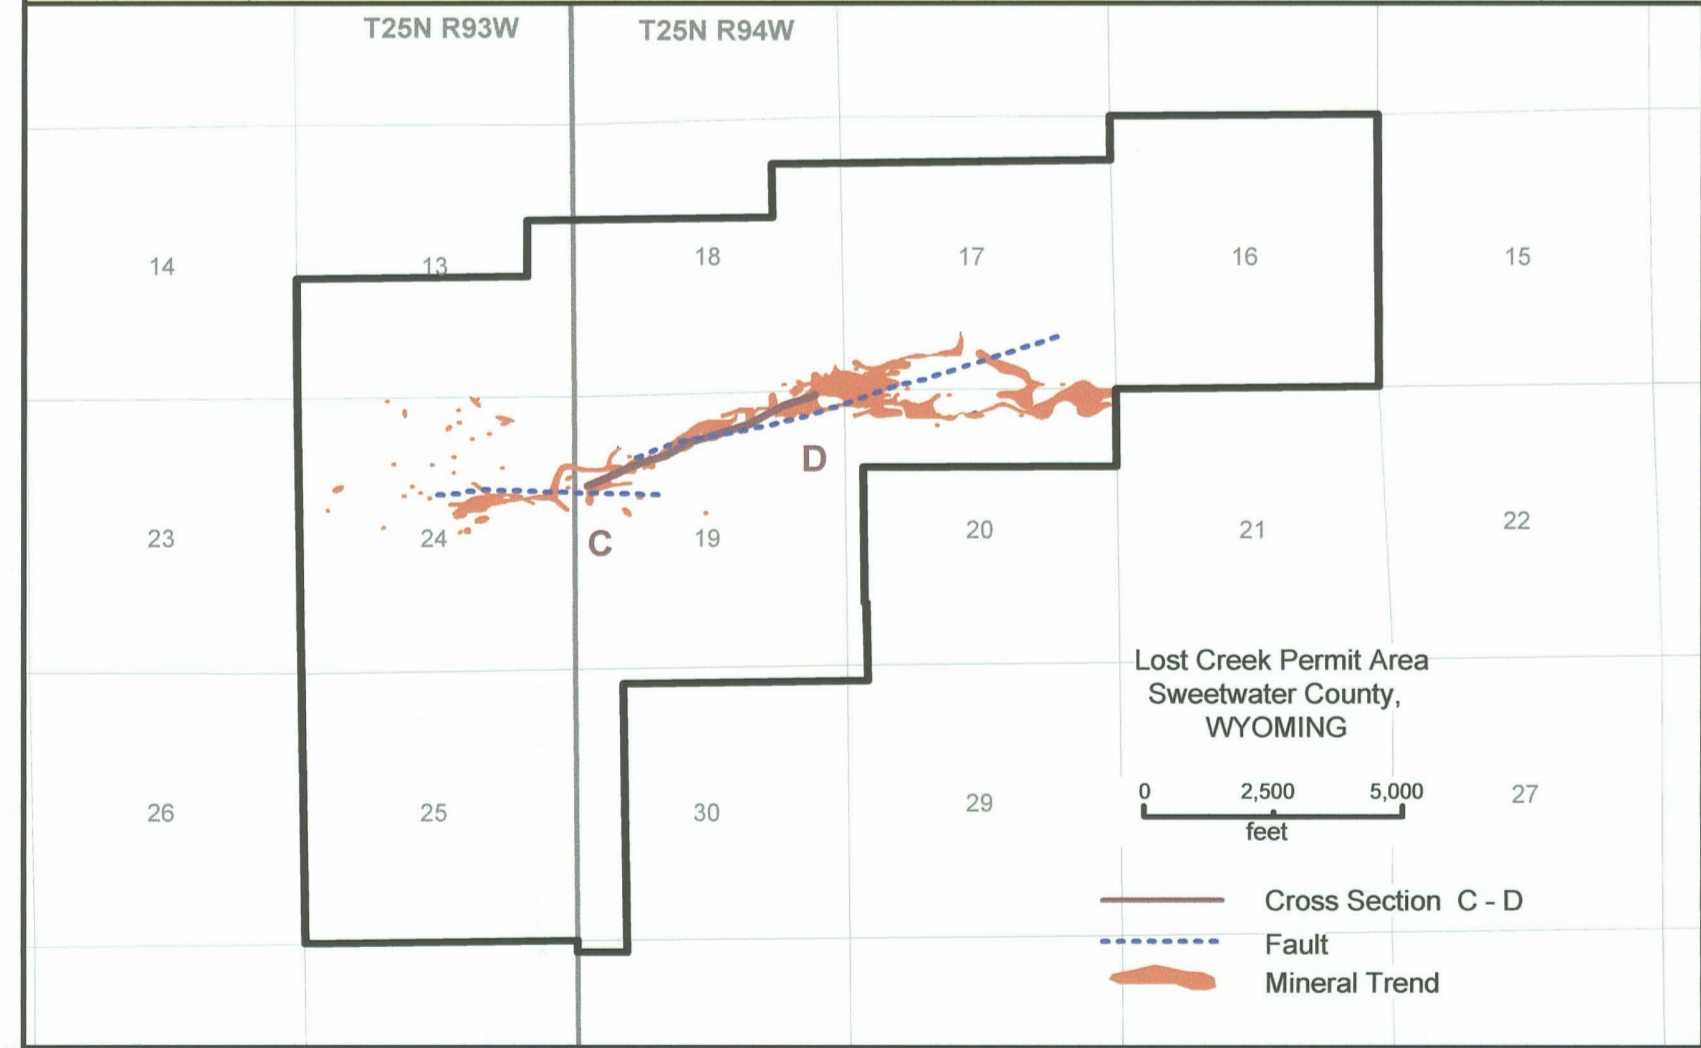 T25N R93W
T25N R94W
14
13
18
17
16
15
D
C
23
24
19
20
21
22
Lost Creek Permit Area
Sweetwater County,
WYOMING
0 2,500 5,000
feet
26
25
30
29
27
Cross Section C - D
Fault
Mineral Trend